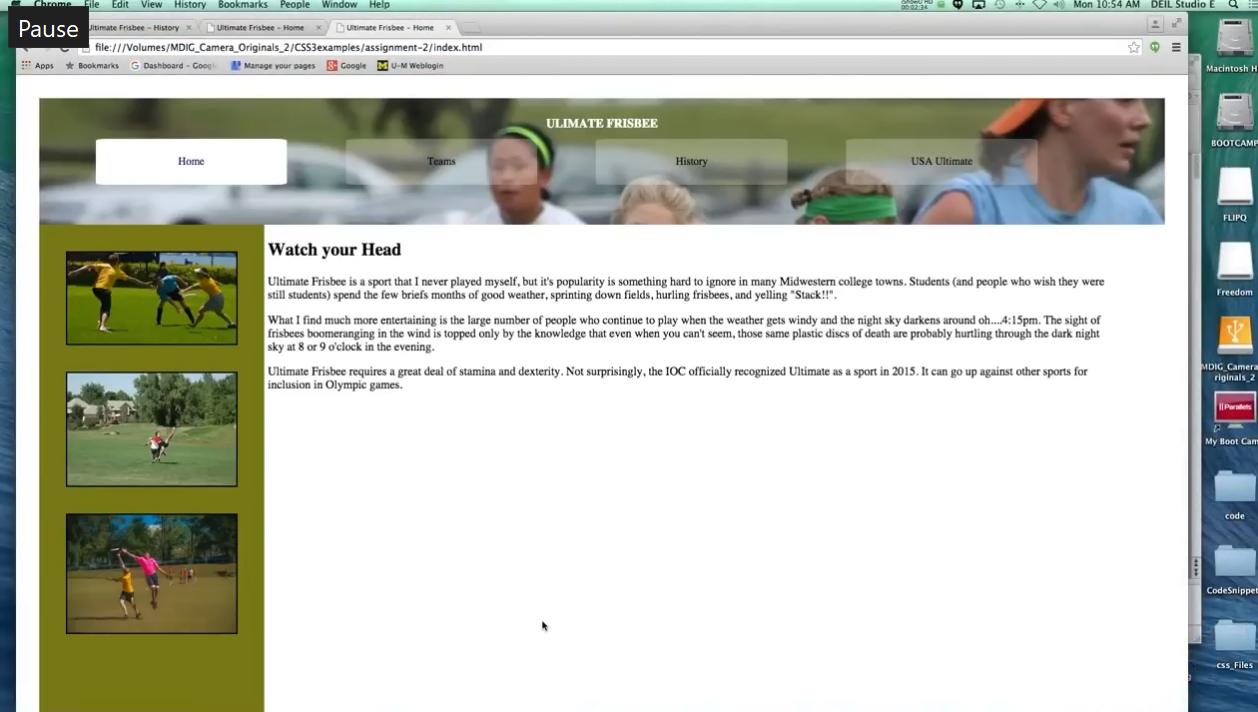 Chrome File Edit View History Bookmarks People Window Help
00:02:24
Mon 10:54 AM DEIL Studio E
Pause
Ultimate Frisbee - History
Ultimate Frisbee - Home
Ultimate Frisbee - Home
file:///Volumes/MDIG_Camera_Originals_2/CSS3examples/assignment-2/index.html
Apps Bookmarks Dashboard - Googl Manage your pages Google U-M Weblogin
ULIMATE FRISBEE
Home Teams History USA Ultimate
Watch your Head
Ultimate Frisbee is a sport that I never played myself, but it's popularity is something hard to ignore in many Midwestern college towns. Students (and people who wish they were
still students) spend the few briefs months of good weather, sprinting down fields, hurling frisbees, and yelling "Stack!!".
What I find much more entertaining is the large number of people who continue to play when the weather gets windy and the night sky darkens around oh....4:15pm. The sight of
frisbees boomeranging in the wind is topped only by the knowledge that even when you can't seem, those same plastic discs of death are probably hurtling through the dark night
sky at 8 or 9 o'clock in the evening.
Ultimate Frisbee requires a great deal of stamina and dexterity. Not surprisingly, the IOC officially recognized Ultimate as a sport in 2015. It can go up against other sports for
inclusion in Olympic games.
Macintosh H
BOOTCAMP
FLIPQ
Freedom
MDIG_Camera
riginals_2
|| Parallels
My Boot Cam
code
CodeSnippet
css_Files